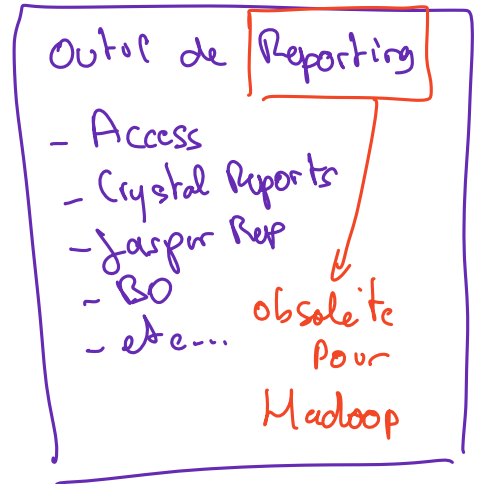 Outil de Reporting
- Access
- Crystal Reports
- Jasper Rep
- BO
- etc...
obsolète
Pour
Hadoop